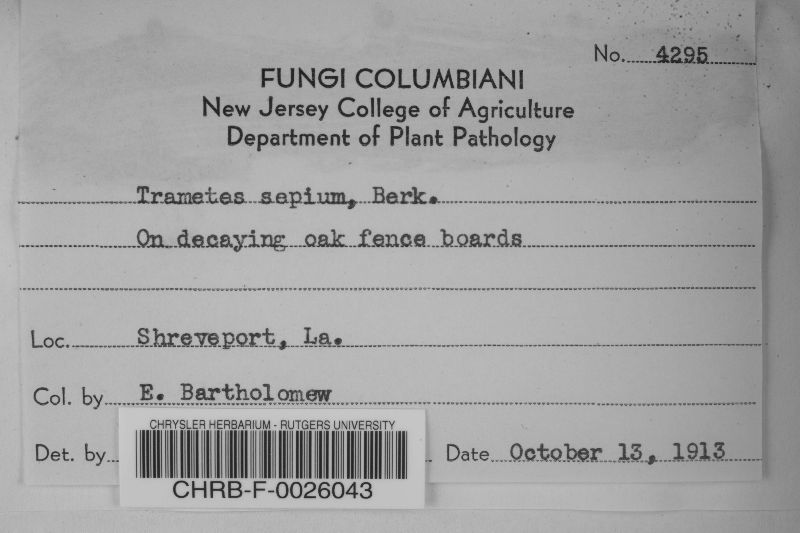 No. 4295
FUNGI COLUMBIANI
New Jersey College of Agriculture
Department of Plant Pathology
Trametes sepium, Berk.
On decaying oak fence boards
Loc. Shreveport, La.
Col. by E. Bartholomew
CHRYSLER HERBARIUM - RUTGERS UNIVERSITY
Det. by Date October 13, 1913
CHRB-F-0026043